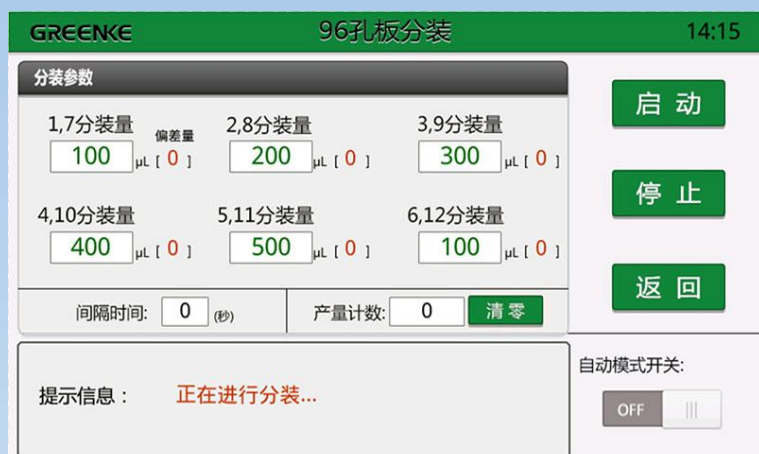 GREENKE 96孔板分装 14:15
分装参数
启 动
1,7分装量 偏差量 2,8分装量 3,9分装量
100 μL [ 0 ] 200 μL [ 0 ] 300 μL [ 0 ]
停 止
4,10分装量 5,11分装量 6,12分装量
400 μL [ 0 ] 500 μL [ 0 ] 100 μL [ 0 ]
返 回
间隔时间: 0 (秒) 产量计数: 0 清 零
自动模式开关:
提示信息： 正在进行分装...
OFF